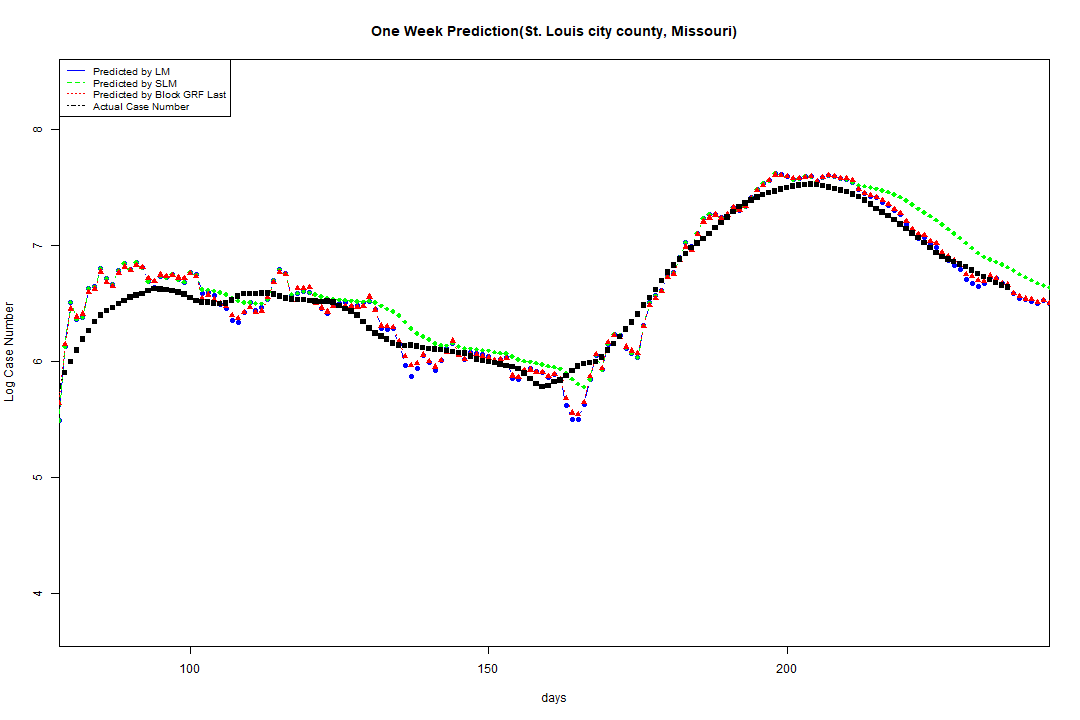 One Week Prediction(St. Louis city county, Missouri)
Predicted by LM
Predicted by SLM
Predicted by Block GRF Last
Actual Case Number
8
7
6
5
4
Log Case Number
100 150 200
days